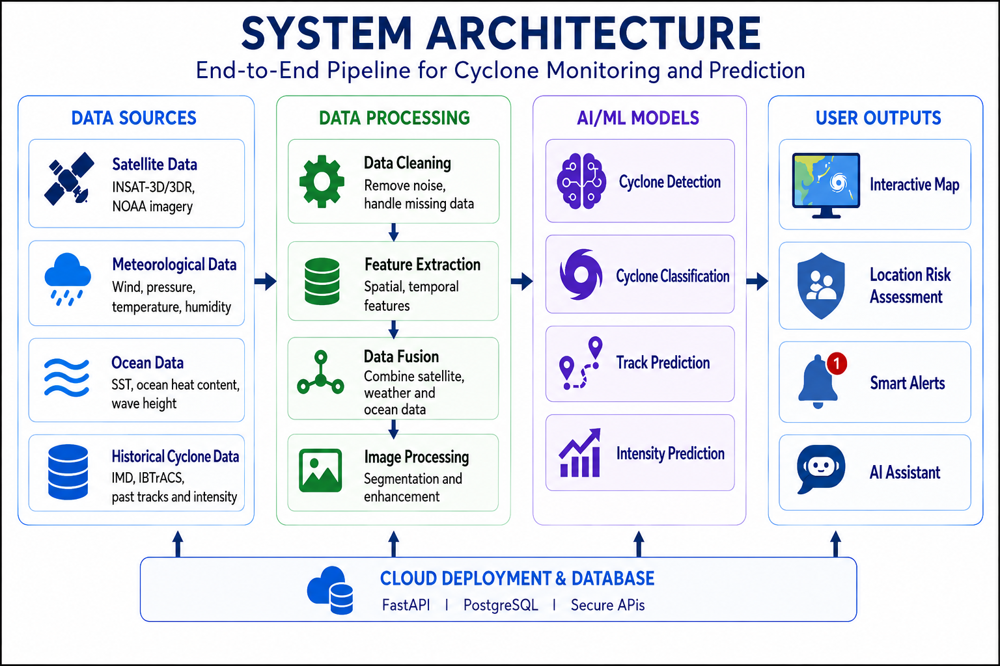 SYSTEM ARCHITECTURE
End-to-End Pipeline for Cyclone Monitoring and Prediction
DATA SOURCES
Satellite Data
INSAT-3D/3DR,
NOAA imagery
Meteorological Data
Wind, pressure,
temperature, humidity
Ocean Data
SST, ocean heat content,
wave height
Historical Cyclone Data
IMD, IBTrACS,
past tracks and intensity
DATA PROCESSING
Data Cleaning
Remove noise,
handle missing data
Feature Extraction
Spatial, temporal
features
Data Fusion
Combine satellite,
weather and
ocean data
Image Processing
Segmentation and
enhancement
AI/ML MODELS
Cyclone Detection
Cyclone Classification
Track Prediction
Intensity Prediction
USER OUTPUTS
Interactive Map
Location Risk
Assessment
1
Smart Alerts
AI Assistant
CLOUD DEPLOYMENT & DATABASE
FastAPI | PostgreSQL | Secure APis